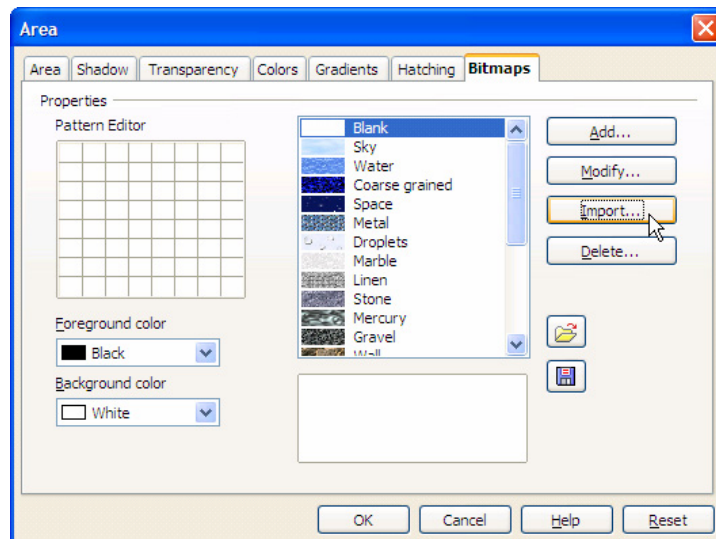 Area
Area Shadow Transparency Colors Gradients Hatching Bitmaps
Properties
Pattern Editor
Blank
Sky
Water
Coarse grained
Space
Metal
Droplets
Marble
Linen
Stone
Mercury
Gravel
Wall
Add...
Modify...
Import...
Delete...
Foreground color
Black
Background color
White
OK Cancel Help Reset